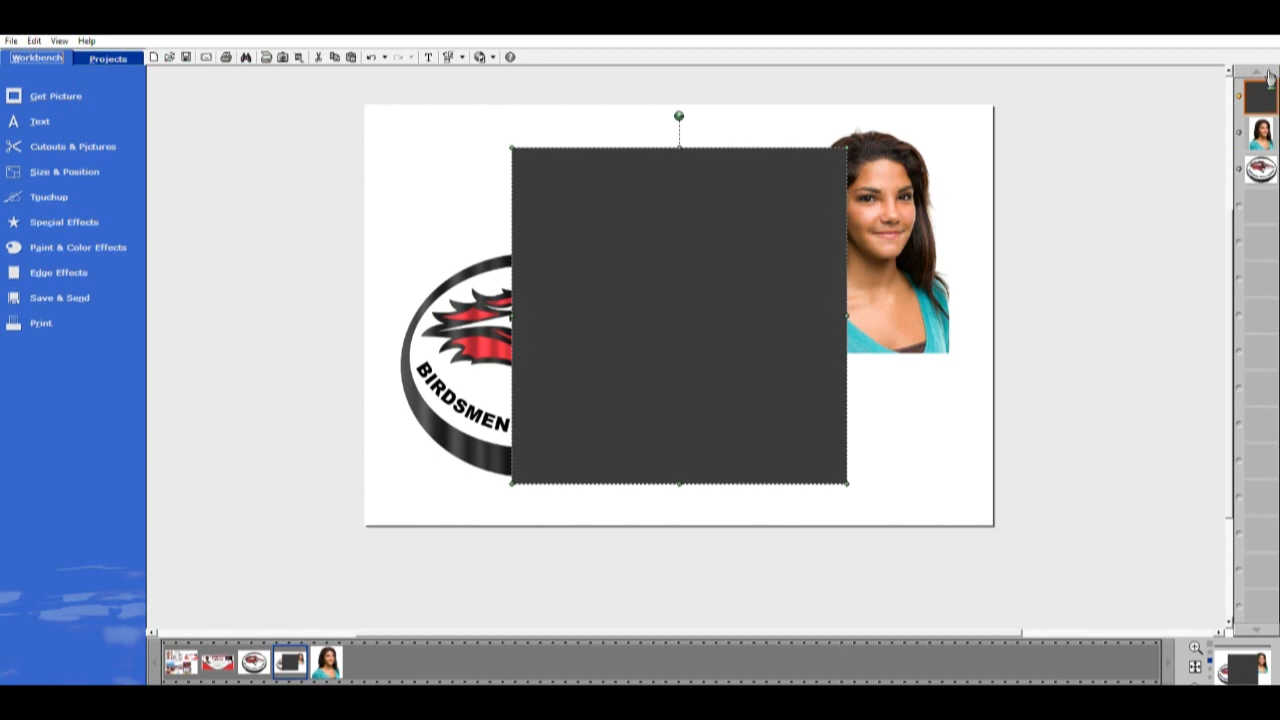 File Edit View Help
Workbench Projects
T
Get Picture
A Text
Cutouts & Pictures
Size & Position
Touchup
Special Effects
Paint & Color Effects
Edge Effects
Save & Send
Print
BIRDSMEN